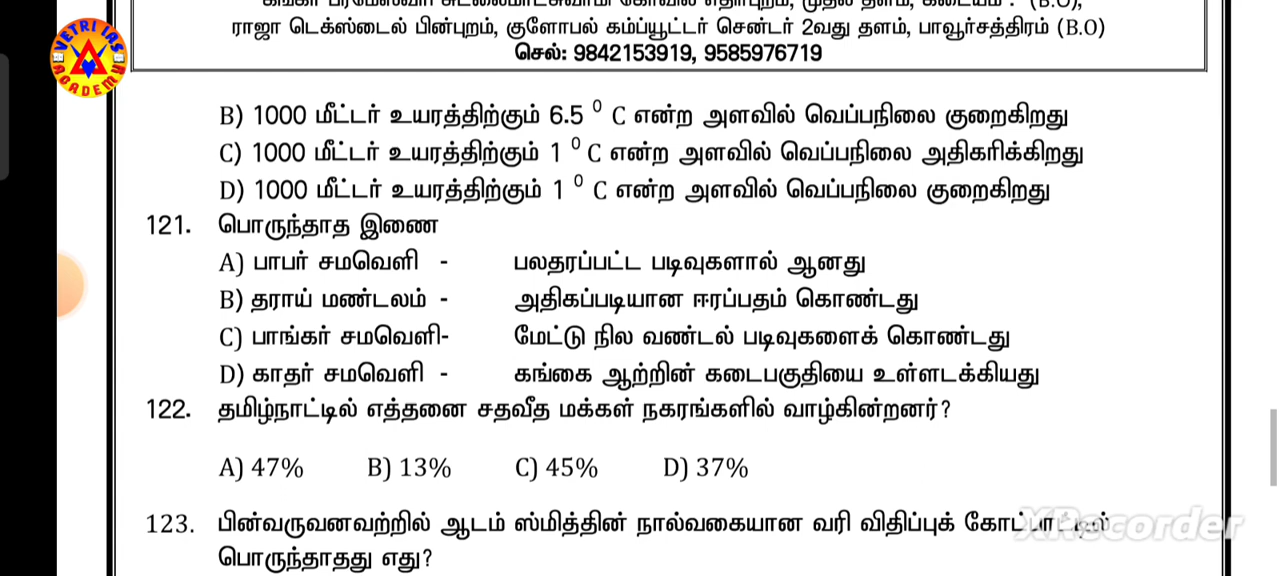 ராஜா டெக்ஸ்டைல் பின்புறம், குளோபல் கம்ப்யூட்டர் சென்டர் 2வது தளம், பாவூர்சத்திரம் (B.O)
செல்: 9842153919, 9585976719
VETRI IAS
ACADEMY
B) 1000 மீட்டர் உயரத்திற்கும் 6.5 ⁰ C என்ற அளவில் வெப்பநிலை குறைகிறது
C) 1000 மீட்டர் உயரத்திற்கும் 1 ⁰ C என்ற அளவில் வெப்பநிலை அதிகரிக்கிறது
D) 1000 மீட்டர் உயரத்திற்கும் 1 ⁰ C என்ற அளவில் வெப்பநிலை குறைகிறது
121. பொருந்தாத இணை
A) பாபர் சமவெளி - பலதரப்பட்ட படிவுகளால் ஆனது
B) தராய் மண்டலம் - அதிகப்படியான ஈரப்பதம் கொண்டது
C) பாங்கர் சமவெளி- மேட்டு நில வண்டல் படிவுகளைக் கொண்டது
D) காதர் சமவெளி - கங்கை ஆற்றின் கடைபகுதியை உள்ளடக்கியது
122. தமிழ்நாட்டில் எத்தனை சதவீத மக்கள் நகரங்களில் வாழ்கின்றனர்?
A) 47% B) 13% C) 45% D) 37%
123. பின்வருவனவற்றில் ஆடம் ஸ்மித்தின் நால்வகையான வரி விதிப்புக் கோட்பாட்டில்
பொருந்தாதது எது?
XRecorder